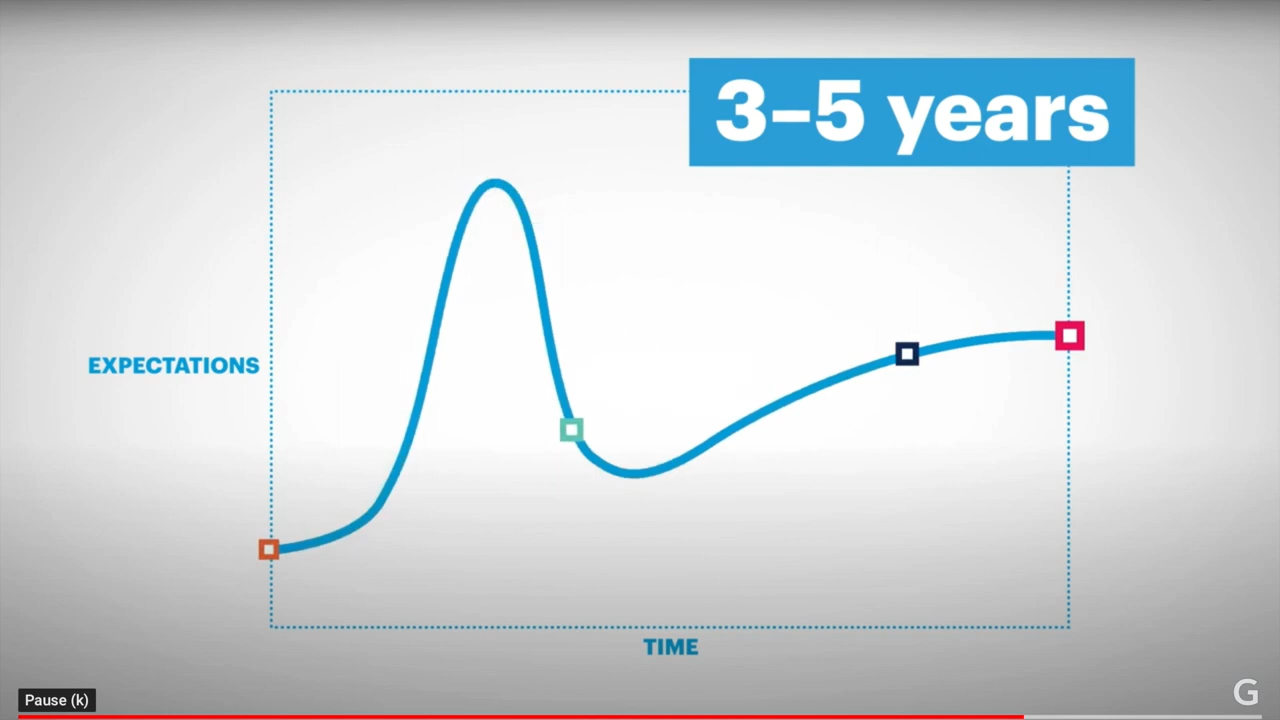 3–5 years
EXPECTATIONS
TIME
Pause (k)
G